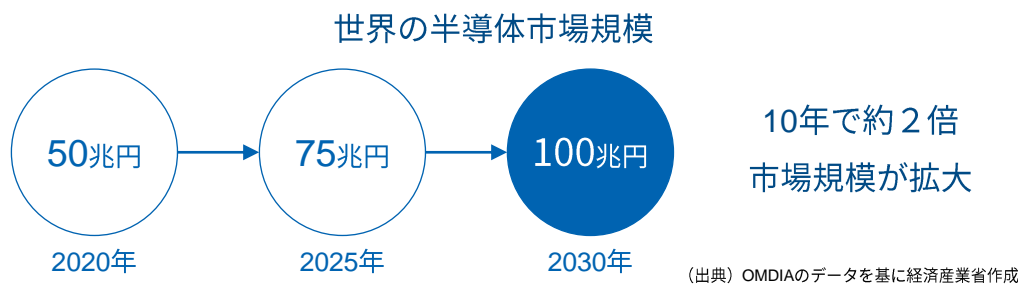 世界の半導体市場規模
50兆円
75兆円
100兆円
2020年
2025年
2030年
10年で約２倍
市場規模が拡大
（出典）OMDIAのデータを基に経済産業省作成